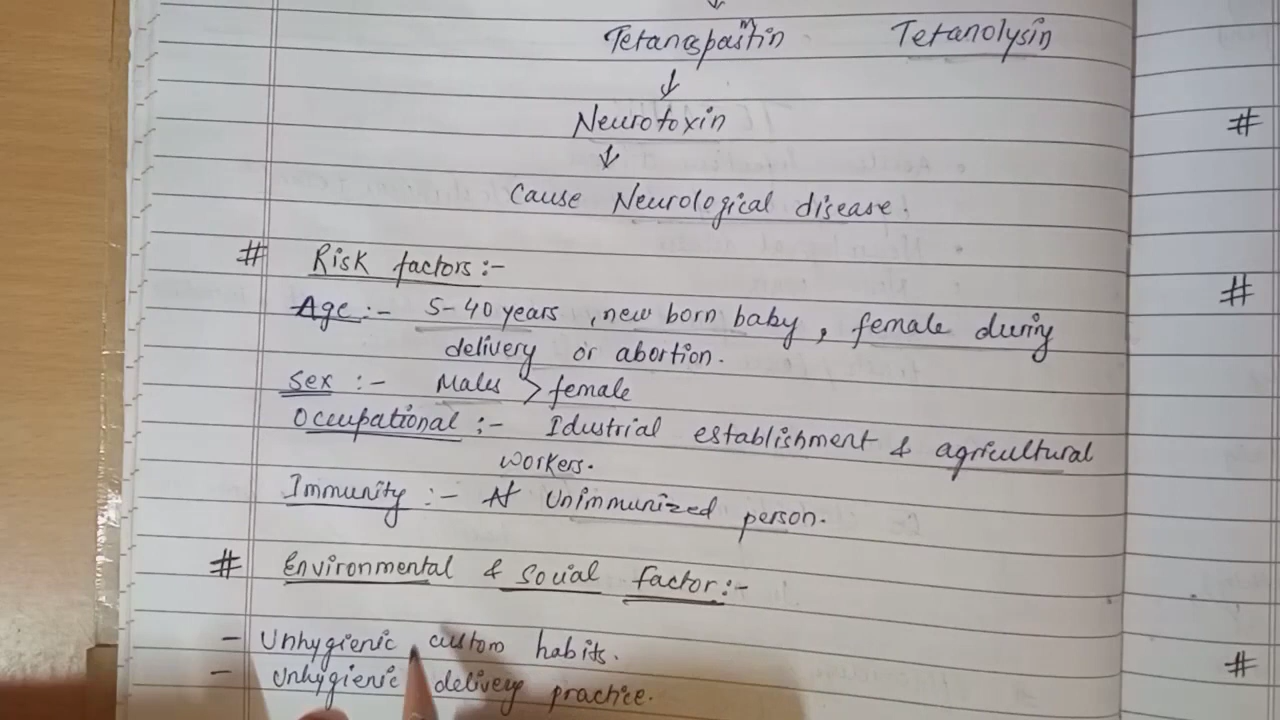 Tetanospasmin Tetanolysin
↓
Neurotoxin
↓
Cause Neurological disease.
# Risk factors :-
Age :- 5-40 years , new born baby , female during
delivery or abortion.
Sex :- Males > female
Occupational :- Idustrial establishment & agricultural
workers.
Immunity :- Unimmunized person.
# Environmental & social factor :-
- Unhygienic custom habits.
- Unhygienic delivery practice.
#
#
#